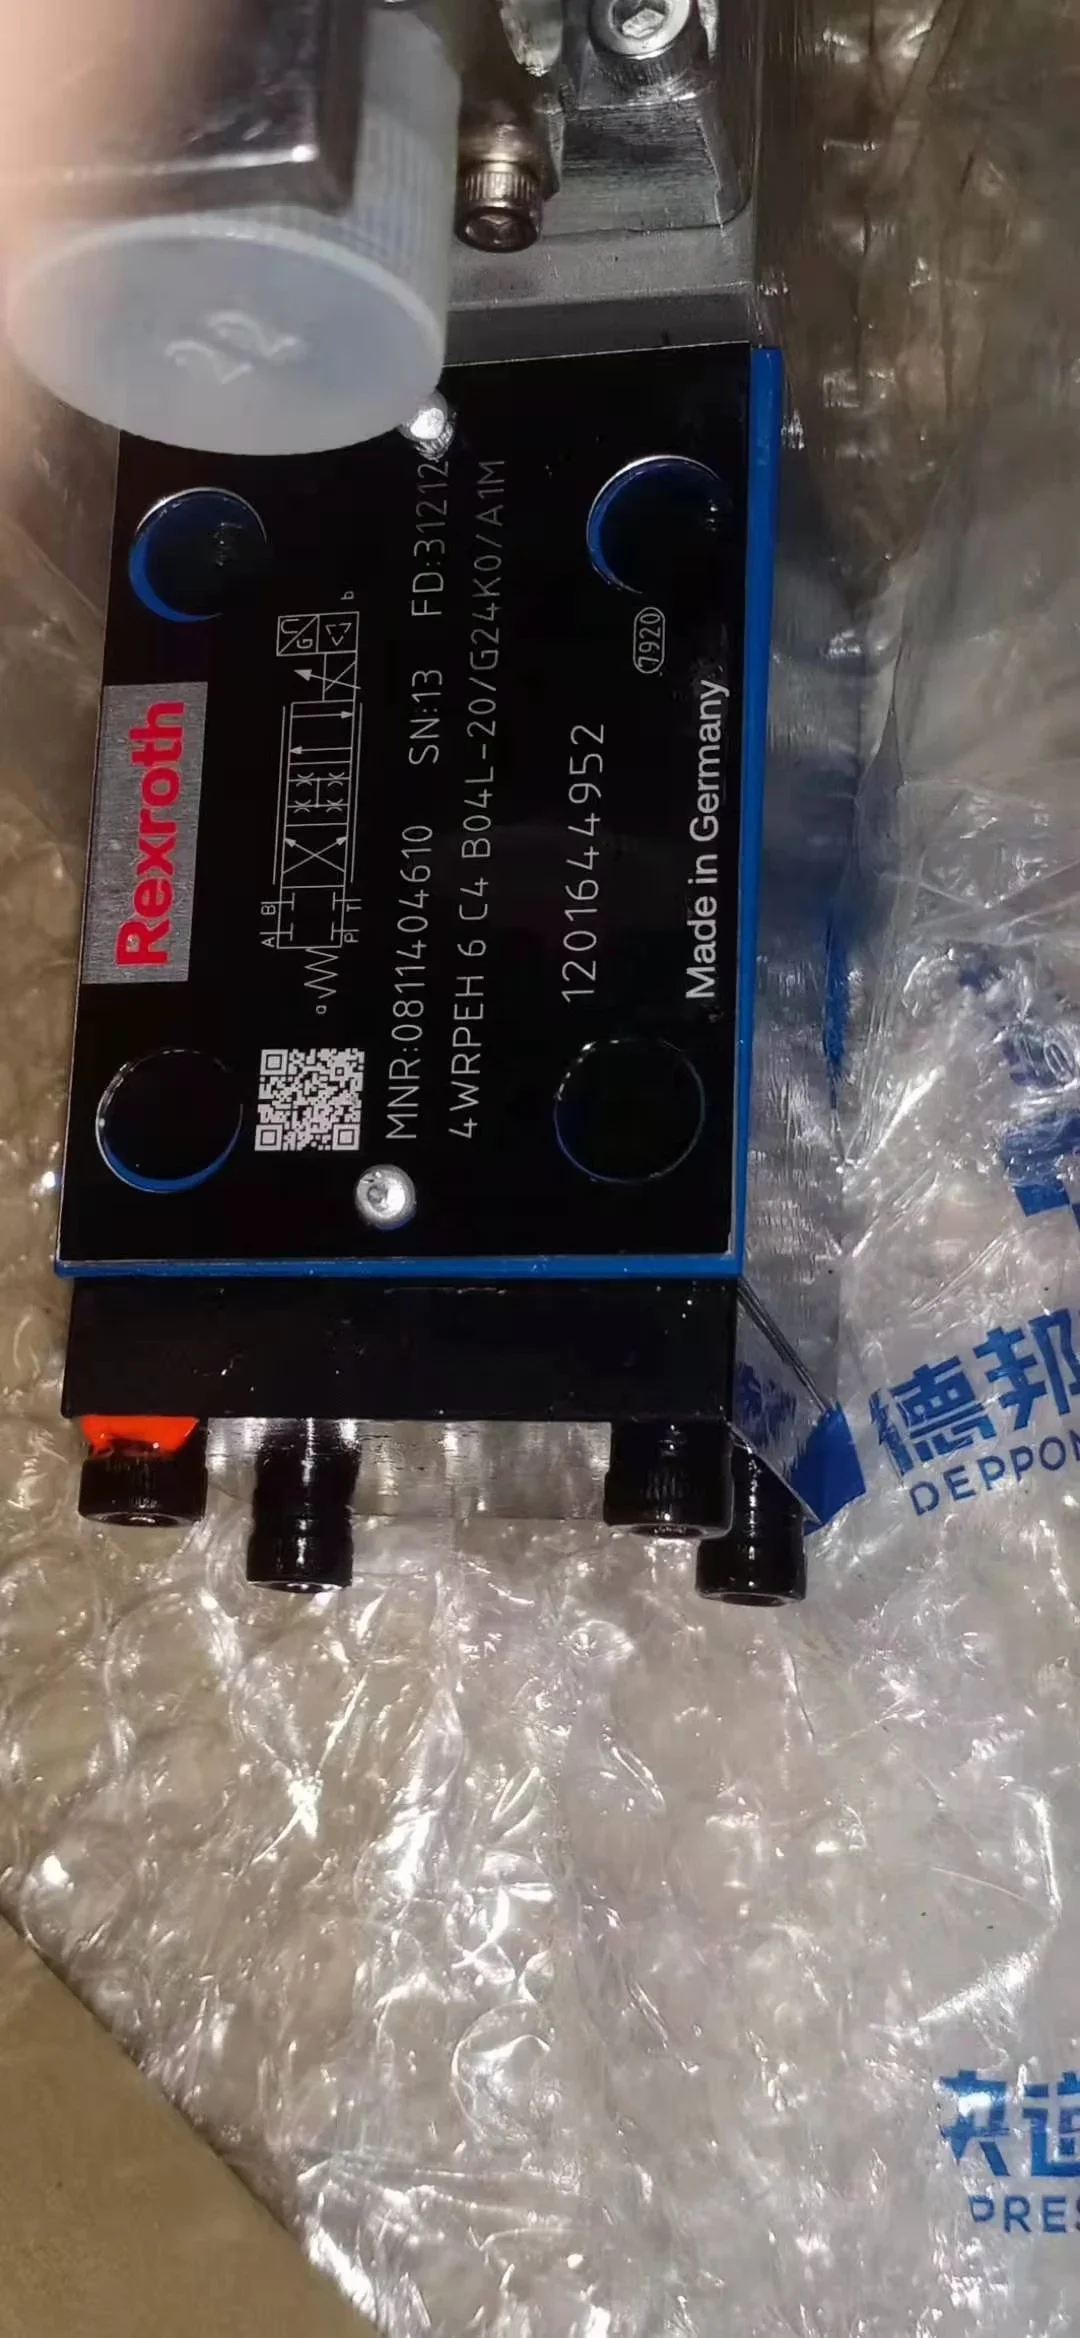 22
Rexroth
A B
P T
a
b
G U
MNR:0811404610 SN:13 FD:31212
4WRPEH 6 C4 B04L-20/G24K0/A1M
1201644952
7920
Made in Germany
德邦
DEPPON
PRES